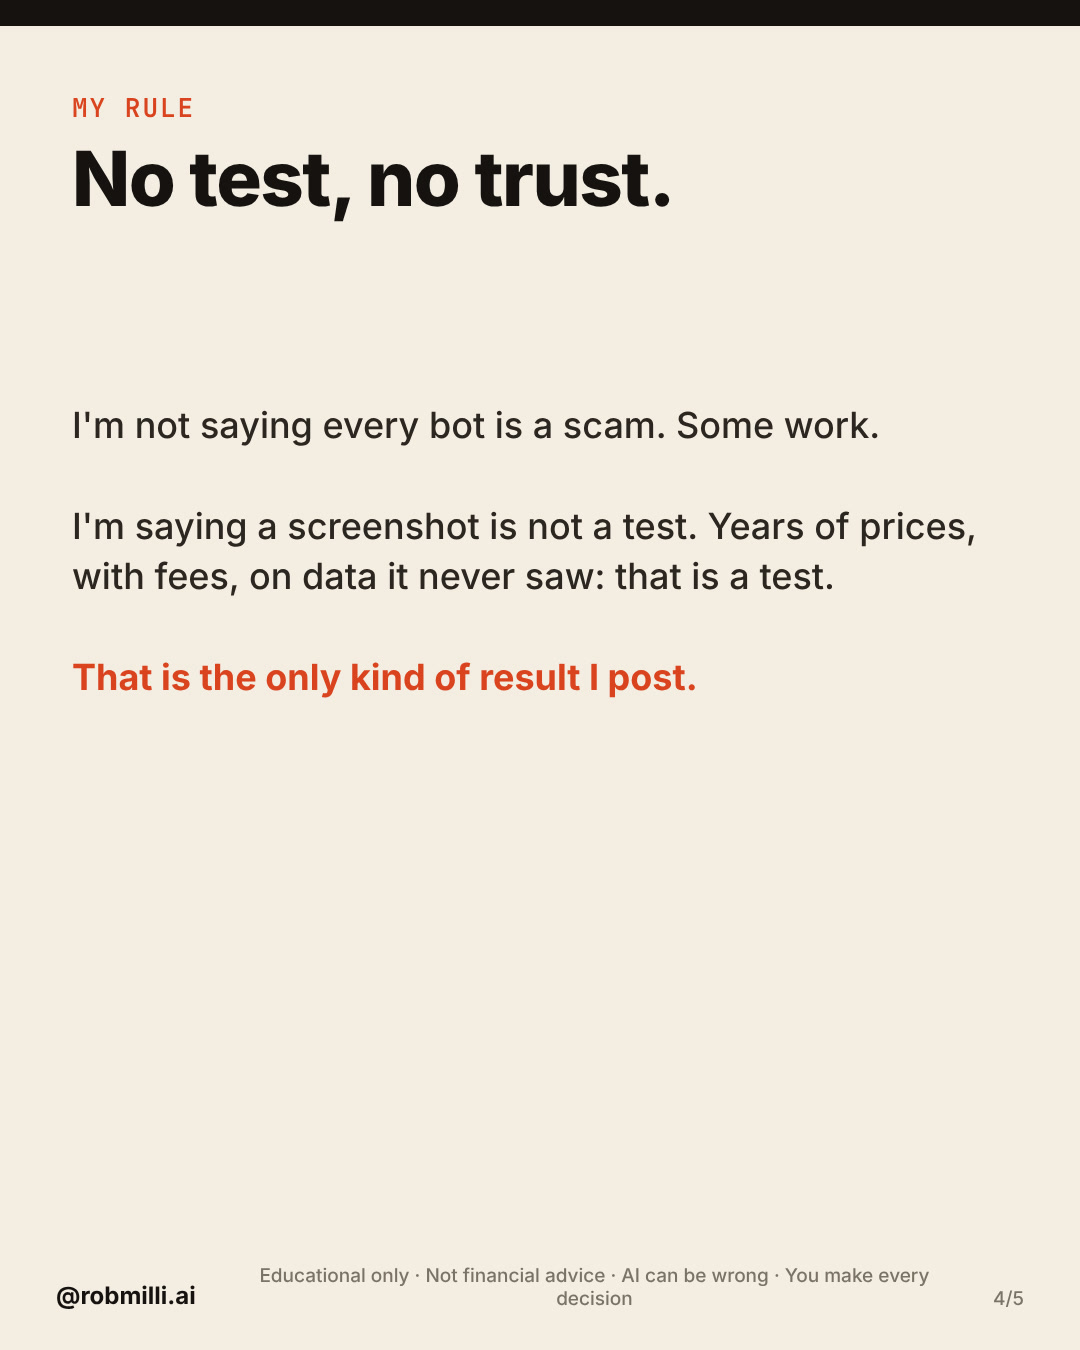 MY RULE
No test, no trust.
I'm not saying every bot is a scam. Some work.
I'm saying a screenshot is not a test. Years of prices,
with fees, on data it never saw: that is a test.
That is the only kind of result I post.
@robmilli.ai
Educational only · Not financial advice · AI can be wrong · You make every
decision
4/5